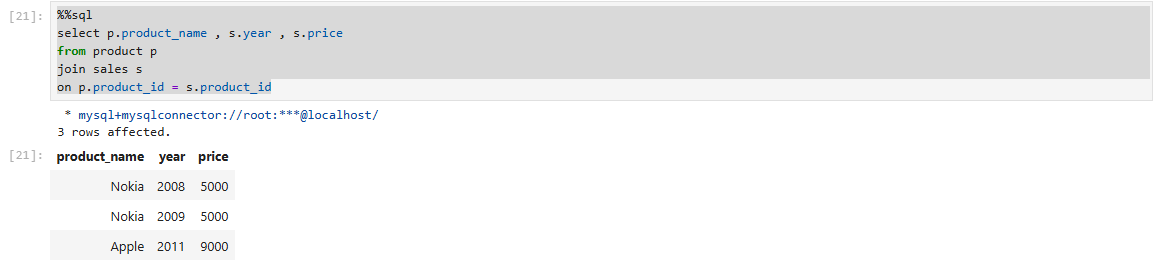 [21]: %%sql
select p.product_name , s.year , s.price
from product p
join sales s
on p.product_id = s.product_id
* mysql+mysqlconnector://root:***@localhost/
3 rows affected.
[21]: product_name year price
Nokia 2008 5000
Nokia 2009 5000
Apple 2011 9000